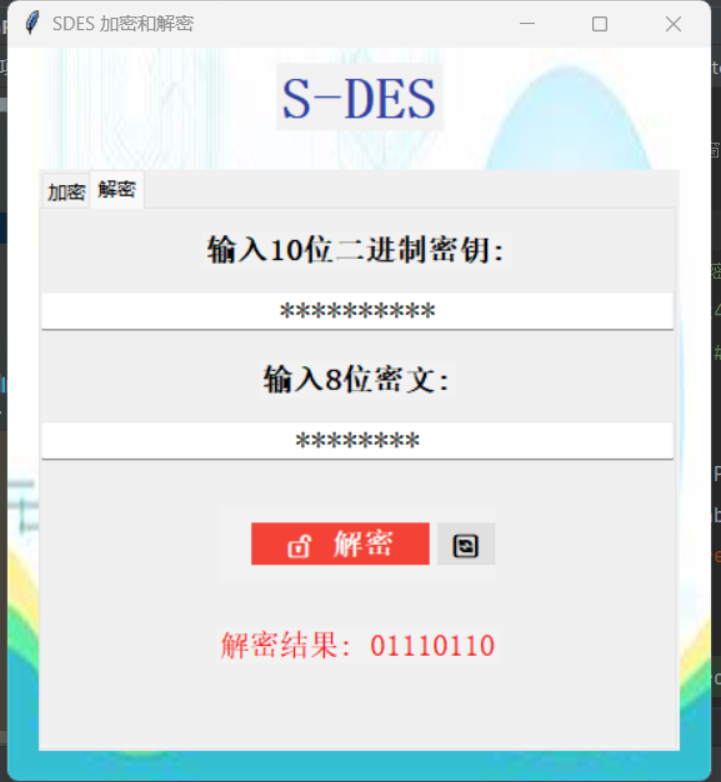 SDES 加密和解密
S-DES
加密 解密
输入10位二进制密钥:
**********
输入8位密文:
********
解密
解密结果: 01110110